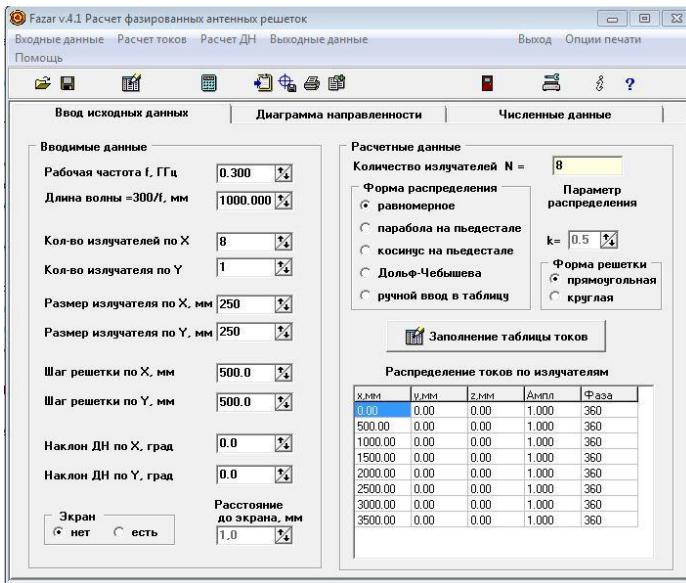 Fazar v.4.1 Расчет фазированных антенных решеток
Входные данные Расчет токов Расчет ДН Выходные данные Выход Опции печати
Помощь
Ввод исходных данных Диаграмма направленности Численные данные
Вводимые данные
Рабочая частота f, ГГц 0.300
Длина волны =300/f, мм 1000.000
Кол-во излучателей по X 8
Кол-во излучателя по Y 1
Размер излучателя по X, мм 250
Размер излучателя по Y, мм 250
Шаг решетки по X, мм 500.0
Шаг решетки по Y, мм 500.0
Наклон ДН по X, град 0.0
Наклон ДН по Y, град 0.0
Экран
нет есть
Расстояние
до экрана, мм
1,0
Расчетные данные
Количество излучателей N = 8
Форма распределения
равномерное
парабола на пьедестале
косинус на пьедестале
Дольф-Чебышева
ручной ввод в таблицу
Параметр
распределения
k= 0.5
Форма решетки
прямоугольная
круглая
Заполнение таблицы токов
Распределение токов по излучателям
x,мм y,мм z,мм Ампл Фаза
0.00 0.00 0.00 1.000 360
500.00 0.00 0.00 1.000 360
1000.00 0.00 0.00 1.000 360
1500.00 0.00 0.00 1.000 360
2000.00 0.00 0.00 1.000 360
2500.00 0.00 0.00 1.000 360
3000.00 0.00 0.00 1.000 360
3500.00 0.00 0.00 1.000 360